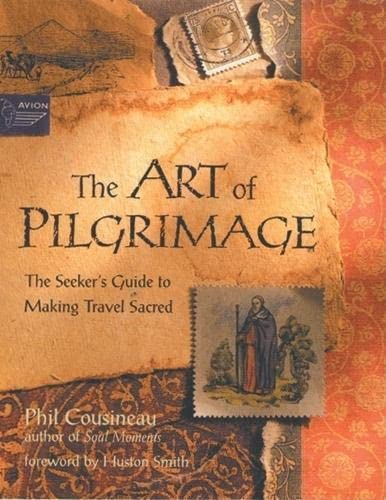 AVION
The ART of
PILGRIMAGE
The Seeker's Guide to
Making Travel Sacred
Phil Cousineau
author of Soul Moments
foreword by Huston Smith